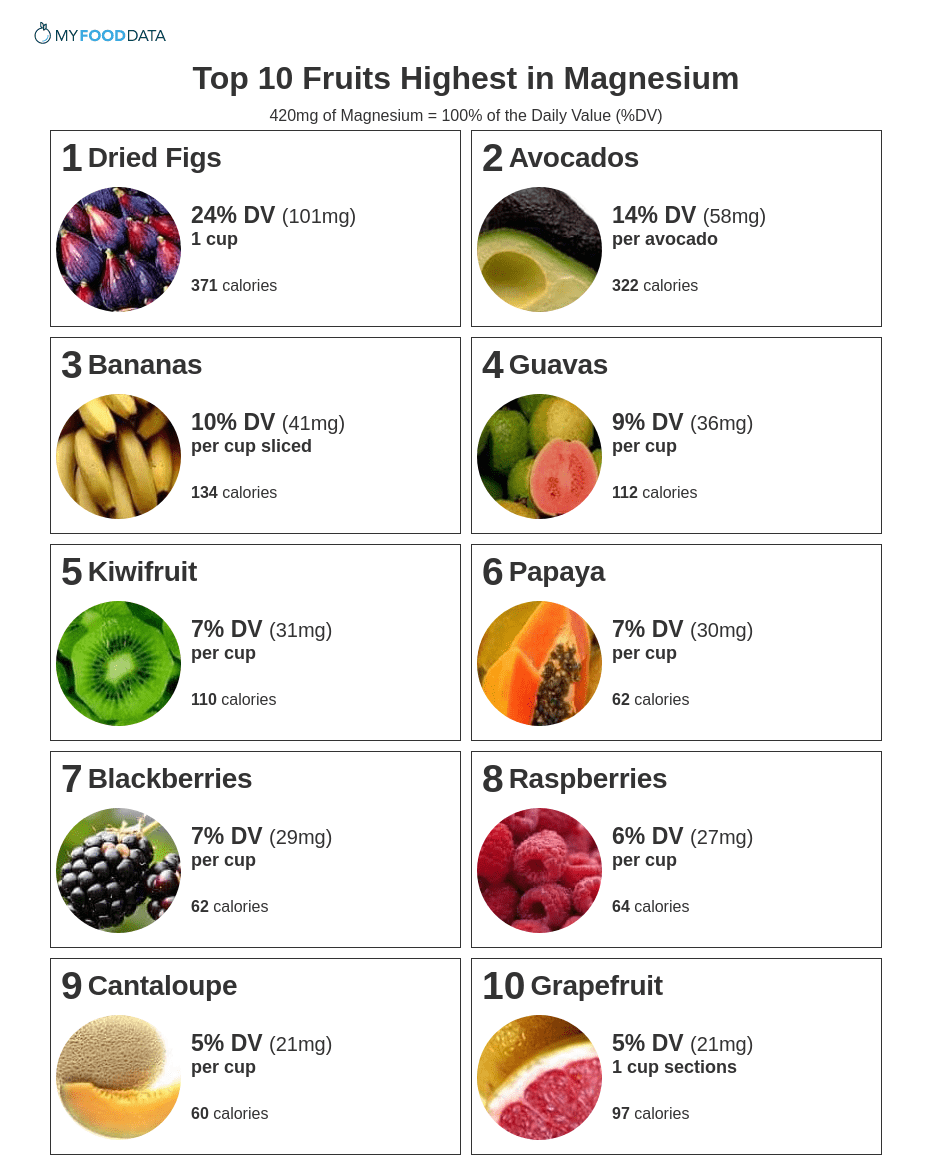 MYFOODDATA
Top 10 Fruits Highest in Magnesium
420mg of Magnesium = 100% of the Daily Value (%DV)
1 Dried Figs
24% DV (101mg)
1 cup
371 calories
2 Avocados
14% DV (58mg)
per avocado
322 calories
3 Bananas
10% DV (41mg)
per cup sliced
134 calories
4 Guavas
9% DV (36mg)
per cup
112 calories
5 Kiwifruit
7% DV (31mg)
per cup
110 calories
6 Papaya
7% DV (30mg)
per cup
62 calories
7 Blackberries
7% DV (29mg)
per cup
62 calories
8 Raspberries
6% DV (27mg)
per cup
64 calories
9 Cantaloupe
5% DV (21mg)
per cup
60 calories
10 Grapefruit
5% DV (21mg)
1 cup sections
97 calories